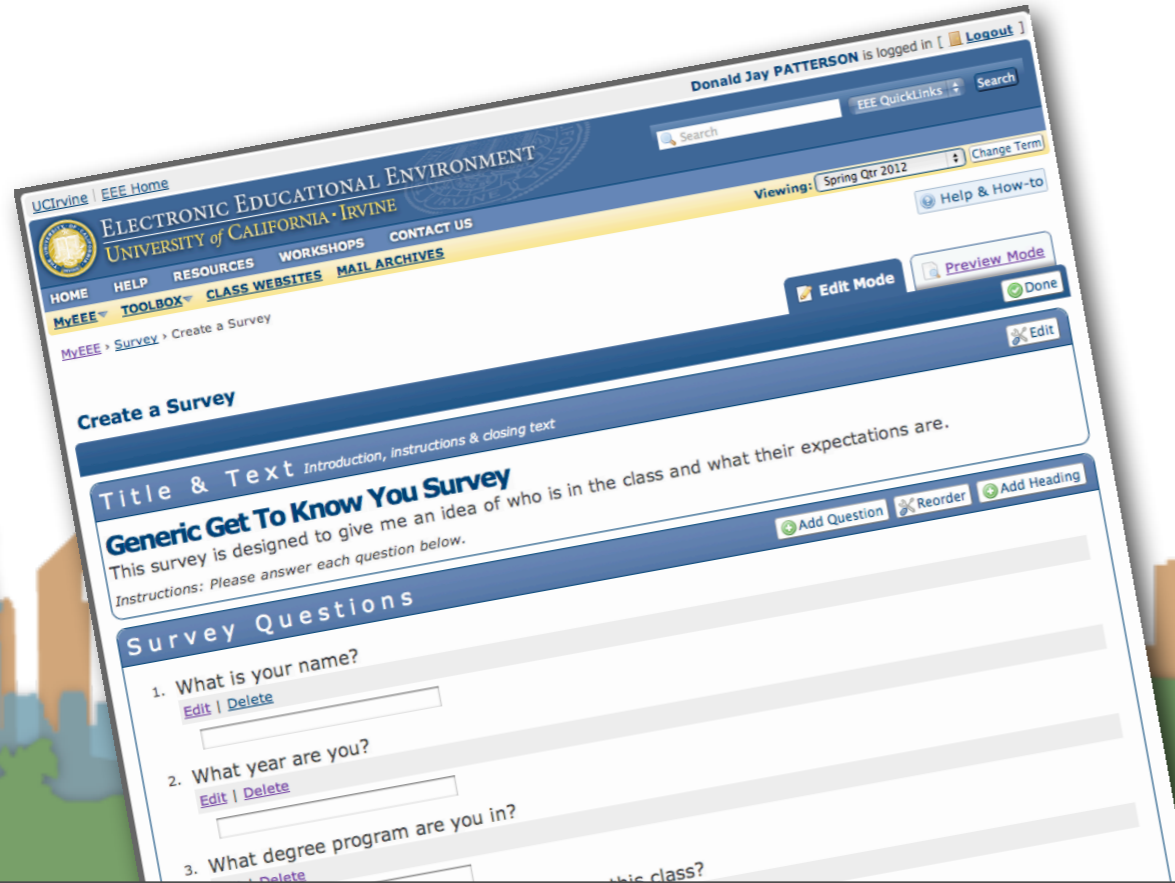 Donald Jay PATTERSON is logged in [ Logout ]
UCIrvine | EEE Home
Search EEE QuickLinks Search
ELECTRONIC EDUCATIONAL ENVIRONMENT
UNIVERSITY of CALIFORNIA · IRVINE
HOME HELP RESOURCES WORKSHOPS CONTACT US
Viewing: Spring Qtr 2012 Change Term
MyEEE TOOLBOX CLASS WEBSITES MAIL ARCHIVES
Help & How-to
MyEEE › Survey › Create a Survey
Edit Mode Preview Mode
Create a Survey
Done
Title & Text Introduction, instructions & closing text
Edit
Generic Get To Know You Survey
This survey is designed to give me an idea of who is in the class and what their expectations are.
Instructions: Please answer each question below.
Survey Questions
Add Question Reorder Add Heading
1. What is your name?
Edit | Delete
2. What year are you?
Edit | Delete
3. What degree program are you in?
| Delete
this class?